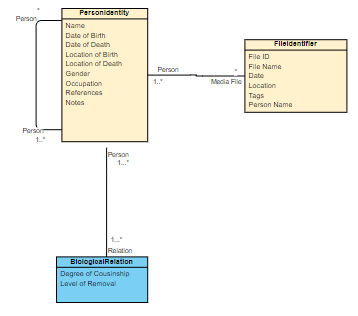 *
Person
PersonIdentity
Name
Date of Birth
Date of Death
Location of Birth
Location of Death
Gender
Occupation
References
Notes
Person
1..*
Person
1..*
*
Media File
FileIdentifier
File ID
File Name
Date
Location
Tags
Person Name
Person
1...*
1...*
Relation
BiologicalRelation
Degree of Cousinship
Level of Removal